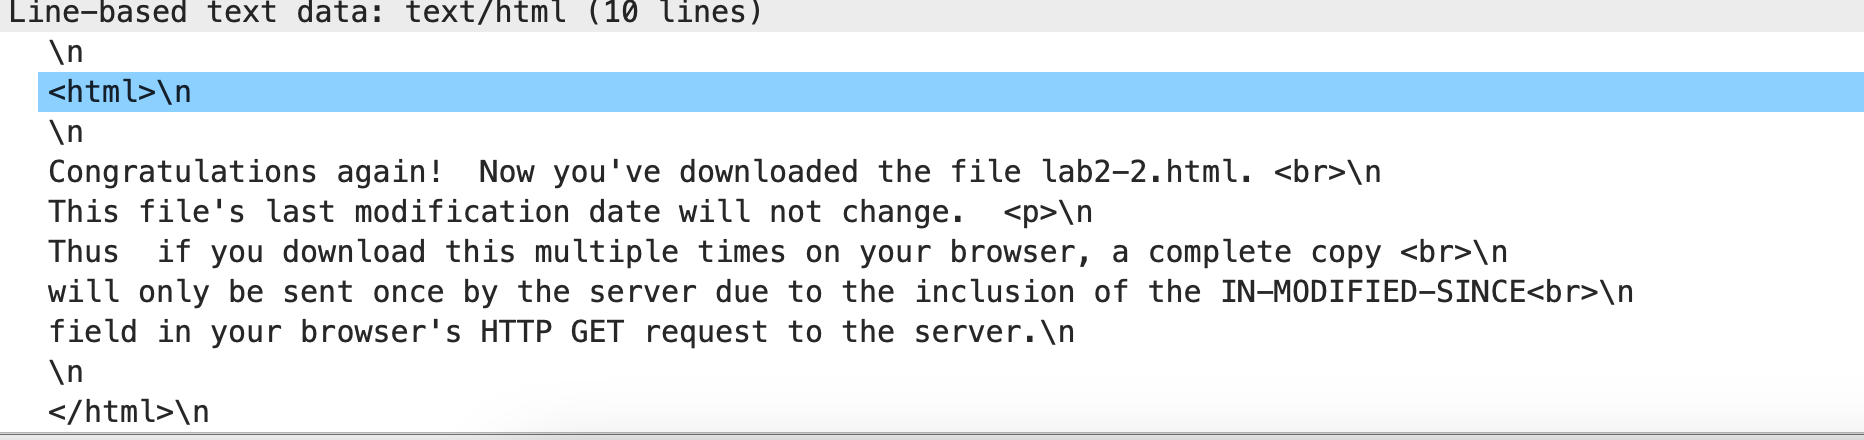 Line-based text data: text/html (10 lines)
\n
<html>\n
\n
Congratulations again!  Now you've downloaded the file lab2-2.html. <br>\n
This file's last modification date will not change.  <p>\n
Thus  if you download this multiple times on your browser, a complete copy <br>\n
will only be sent once by the server due to the inclusion of the IN-MODIFIED-SINCE<br>\n
field in your browser's HTTP GET request to the server.\n
\n
</html>\n